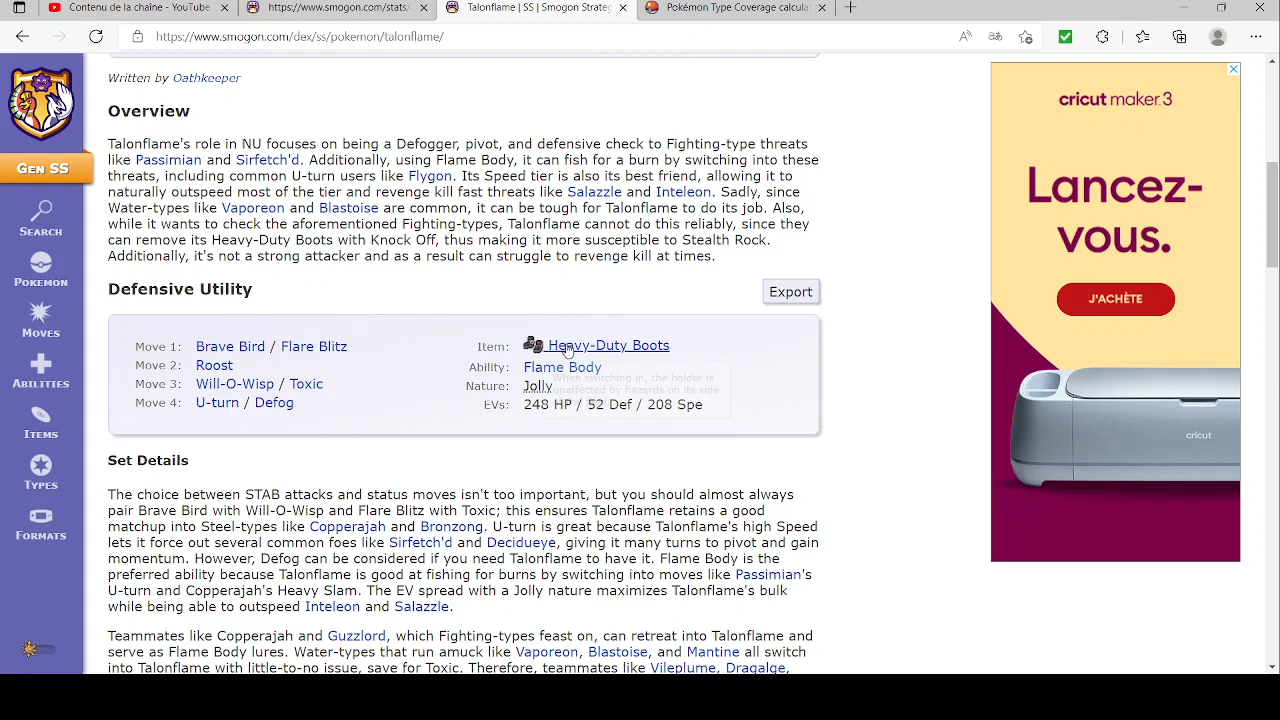 Contenu de la chaîne - YouTube
https://www.smogon.com/stats/
Talonflame | SS | Smogon Strateg
Pokémon Type Coverage calculat
https://www.smogon.com/dex/ss/pokemon/talonflame/
Written by Oathkeeper
Overview
Talonflame's role in NU focuses on being a Defogger, pivot, and defensive check to Fighting-type threats
like Passimian and Sirfetch'd. Additionally, using Flame Body, it can fish for a burn by switching into these
threats, including common U-turn users like Flygon. Its Speed tier is also its best friend, allowing it to
naturally outspeed most of the tier and revenge kill fast threats like Salazzle and Inteleon. Sadly, since
Water-types like Vaporeon and Blastoise are common, it can be tough for Talonflame to do its job. Also,
while it wants to check the aforementioned Fighting-types, Talonflame cannot do this reliably, since they
can remove its Heavy-Duty Boots with Knock Off, thus making it more susceptible to Stealth Rock.
Additionally, it's not a strong attacker and as a result can struggle to revenge kill at times.
Defensive Utility
Export
Move 1: Brave Bird / Flare Blitz
Move 2: Roost
Move 3: Will-O-Wisp / Toxic
Move 4: U-turn / Defog
Item: Heavy-Duty Boots
Ability: Flame Body
Nature: Jolly
EVs: 248 HP / 52 Def / 208 Spe
When switching in, the holder is
unaffected by hazards on its side
Set Details
The choice between STAB attacks and status moves isn't too important, but you should almost always
pair Brave Bird with Will-O-Wisp and Flare Blitz with Toxic; this ensures Talonflame retains a good
matchup into Steel-types like Copperajah and Bronzong. U-turn is great because Talonflame's high Speed
lets it force out several common foes like Sirfetch'd and Decidueye, giving it many turns to pivot and gain
momentum. However, Defog can be considered if you need Talonflame to have it. Flame Body is the
preferred ability because Talonflame is good at fishing for burns by switching into moves like Passimian's
U-turn and Copperajah's Heavy Slam. The EV spread with a Jolly nature maximizes Talonflame's bulk
while being able to outspeed Inteleon and Salazzle.
Teammates like Copperajah and Guzzlord, which Fighting-types feast on, can retreat into Talonflame and
serve as Flame Body lures. Water-types that run amuck like Vaporeon, Blastoise, and Mantine all switch
into Talonflame with little-to-no issue, save for Toxic. Therefore, teammates like Vileplume, Dragalge,
GEN SS
SEARCH
POKEMON
MOVES
ABILITIES
ITEMS
TYPES
FORMATS
cricut maker 3
Lancez-
vous.
J'ACHÈTE
cricut